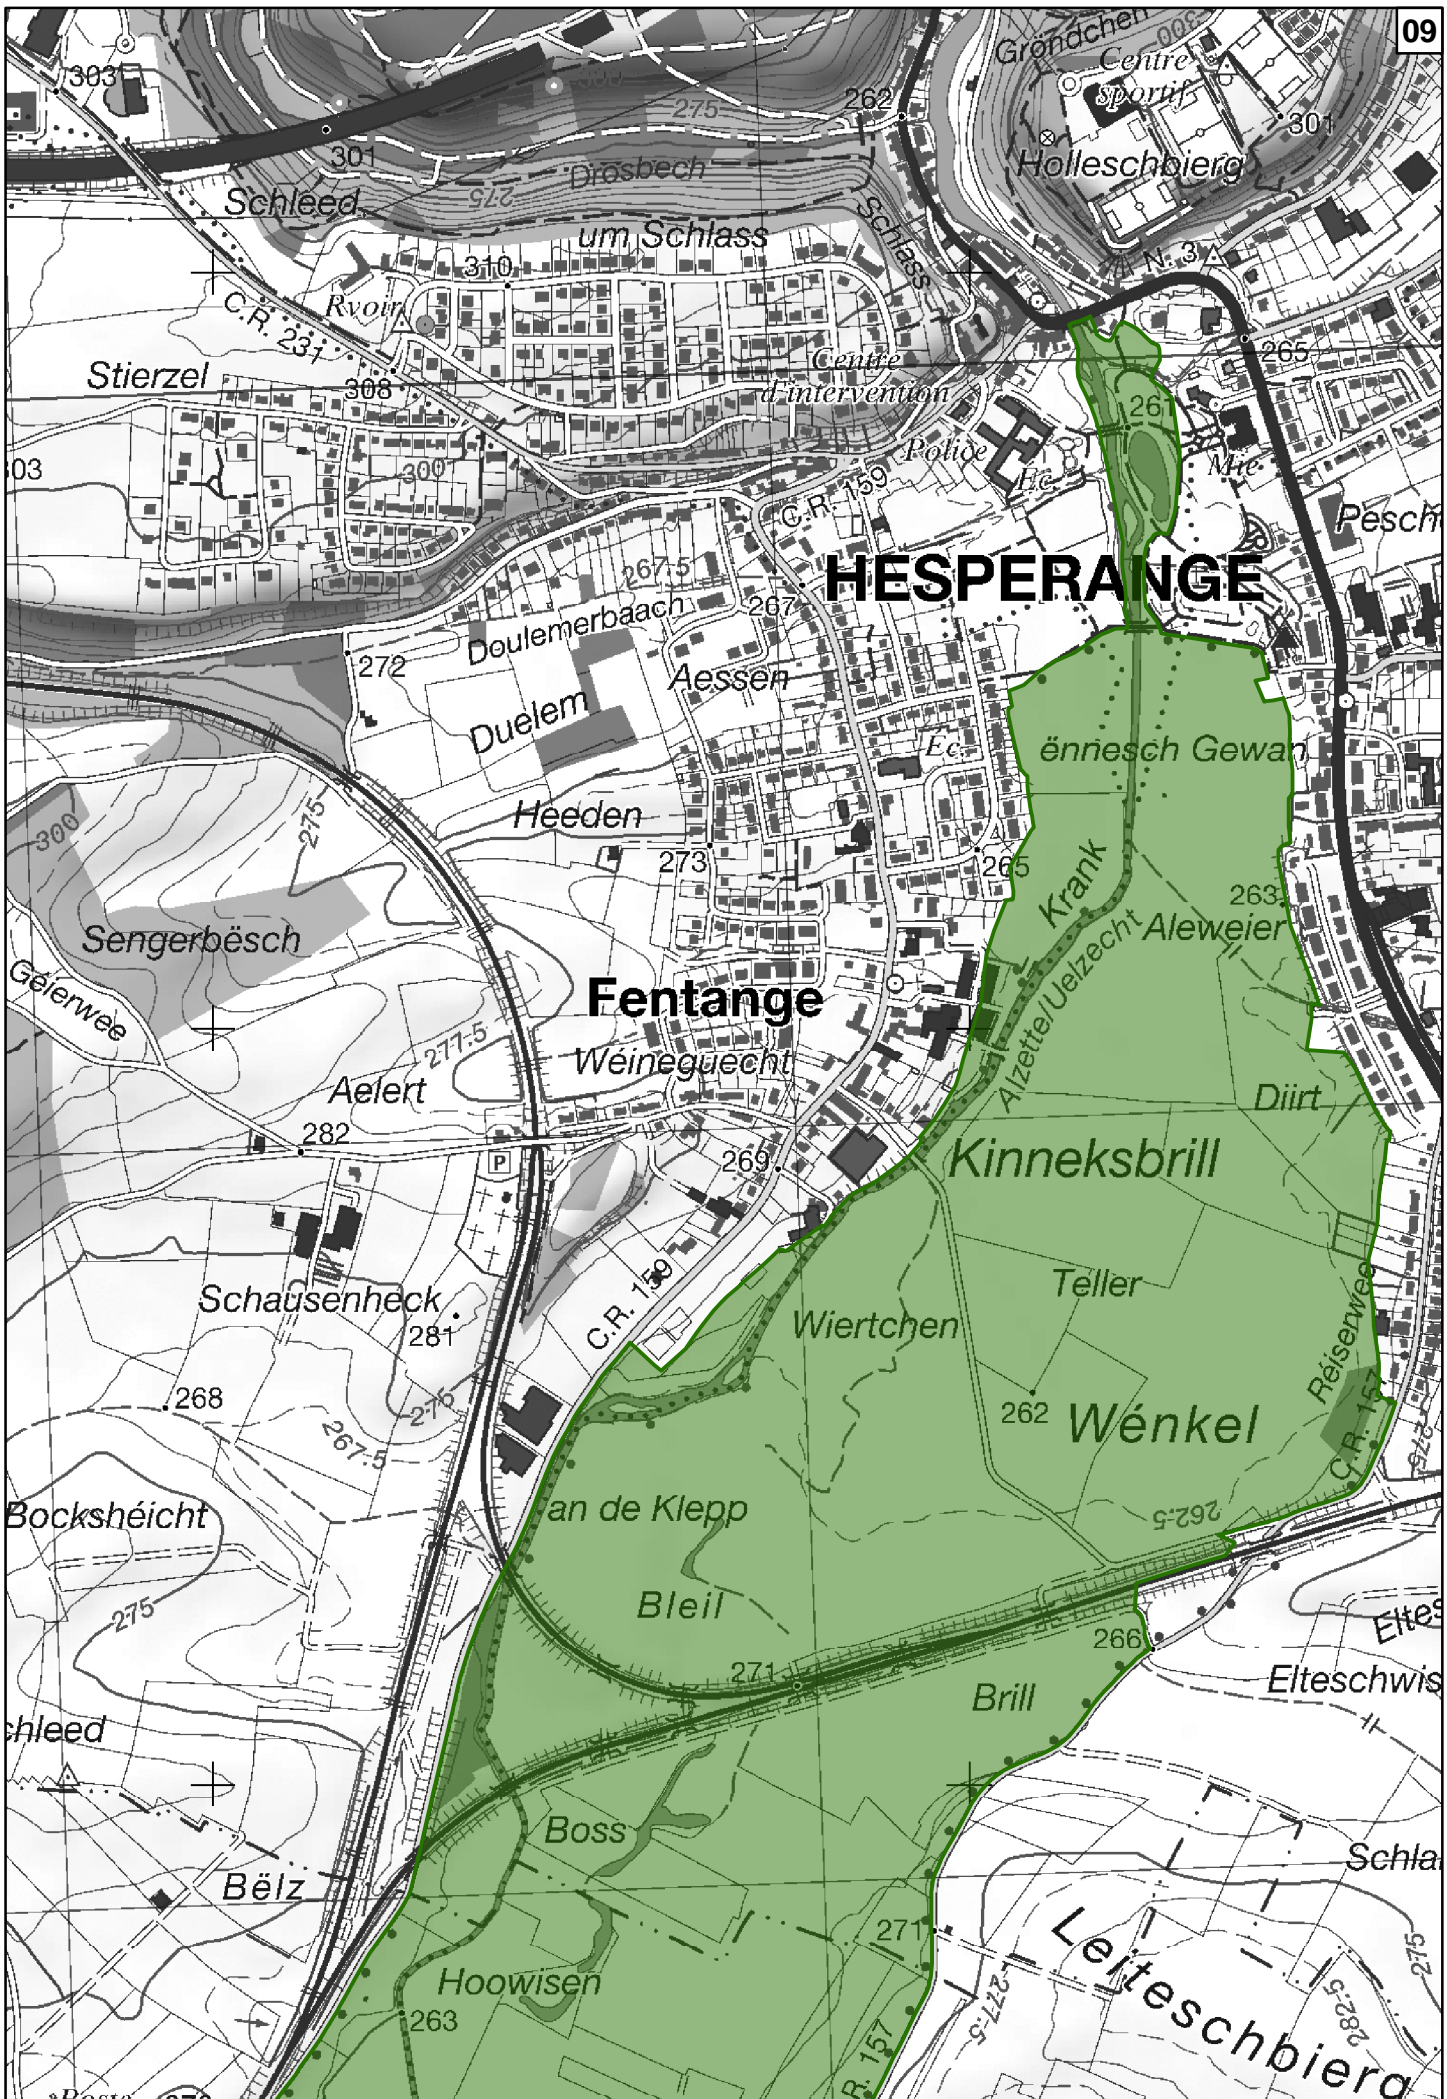 09
Gröndchen
300
Centre
sportif
303
300
262
275
301
301
Holleschbierg
Drosbech
275
Schleed
Schlass
um Schlass
N. 3
310
Rvoir
C.R. 231
265
Centre
d'intervention
Stierzel
308
261
303
300
Police
Ec.
Mie
C.R. 159
Pesch
HESPERANGE
267.5
267
Doulemerbaach
272
Aessen
Duelem
Ec.
ënnesch Gewan
275
Heeden
300
273
265
Krank
263
Sengerbësch
Aleweier
Géierwee
Fentange
Alzette/Uelzecht
277.5
Wéineguecht
Aelert
Diirt
282
P
269
Kinneksbrill
Teller
C.R. 159
Schausenheck
281
Wiertchen
Réiserwee
268
275
262
Wénkel
C.R. 157
267.5
275
Bockshéicht
an de Klepp
262.5
275
Bleil
Eltes
266
271
Brill
Elteschwis
chleed
Boss
Schla
Bëlz
271
Leiteschbierg
275
Hoowisen
277.5
282.5
263
R. 157